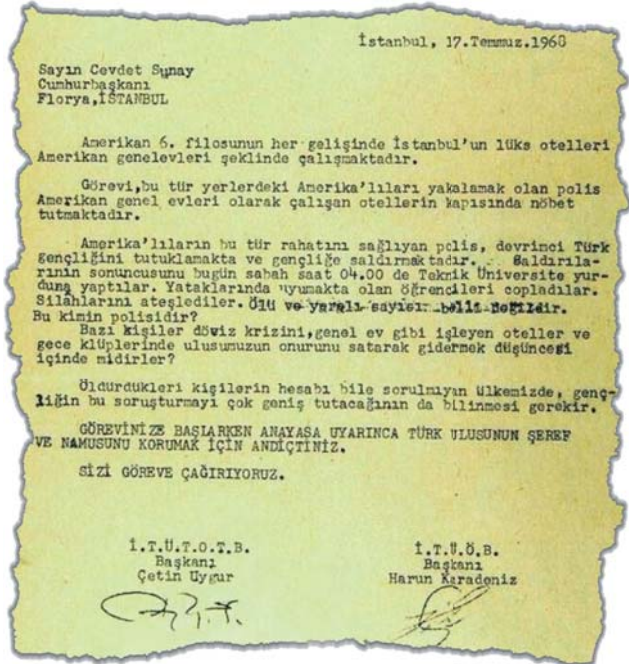 İstanbul, 17.Temmuz.1968
Sayın Cevdet Sunay
Cumhurbaşkanı
Florya,İSTANBUL
Amerikan 6. filosunun her gelişinde İstanbul'un lüks otelleri
Amerikan genelevleri şeklinde çalışmaktadır.
Görevi,bu tür yerlerdeki Amerika'lıları yakalamak olan polis
Amerikan genel evleri olarak çalışan otellerin kapısında nöbet
tutmaktadır.
Amerika'lıların bu tür rahatını sağlıyan polis, devrimci Türk
gençliğini tutuklamakta ve gençliğe saldırmaktadır. Saldırıla-
rının sonuncusunu bugün sabah saat 04.00 de Teknik Üniversite yur-
duna yaptılar. Yataklarında uyumakta olan öğrencileri copladılar.
Silahlarını ateşlediler. Ölü ve yaralı sayısı belli değildir.
Bu kimin polisidir?
Bazı kişiler döviz krizini,genel ev gibi işleyen oteller ve
gece klüplerinde ulusumuzun onurunu satarak gidermek düşüncesi
içinde midirler?
Öldürdükleri kişilerin hesabı bile sorulmıyan ülkemizde, genç-
liğin bu soruşturmayı çok geniş tutacağının da bilinmesi gerekir.
GÖREVİNİZE BAŞLARKEN ANAYASA UYARINCA TÜRK ULUSUNUN ŞEREF
VE NAMUSUNU KORUMAK İÇİN ANDİÇTİNİZ.
SİZİ GÖREVE ÇAĞIRIYORUZ.
İ.T.Ü.T.O.T.B.
Başkanı
Çetin Uygur
İ.T.Ü.Ö.B.
Başkanı
Harun Karadeniz